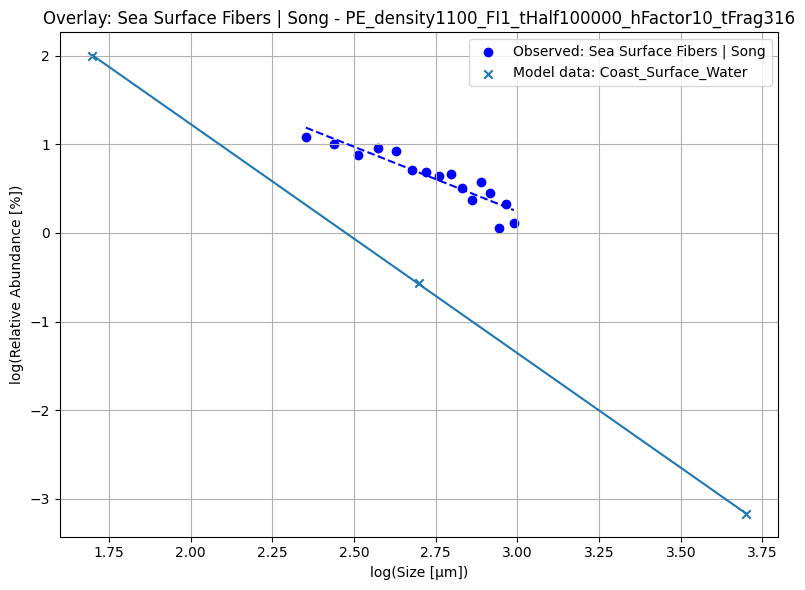 Overlay: Sea Surface Fibers | Song - PE_density1100_FI1_tHalf100000_hFactor10_tFrag316
Observed: Sea Surface Fibers | Song
Model data: Coast_Surface_Water
log(Relative Abundance [%])
2
1
0
−1
−2
−3
1.75 2.00 2.25 2.50 2.75 3.00 3.25 3.50 3.75
log(Size [μm])